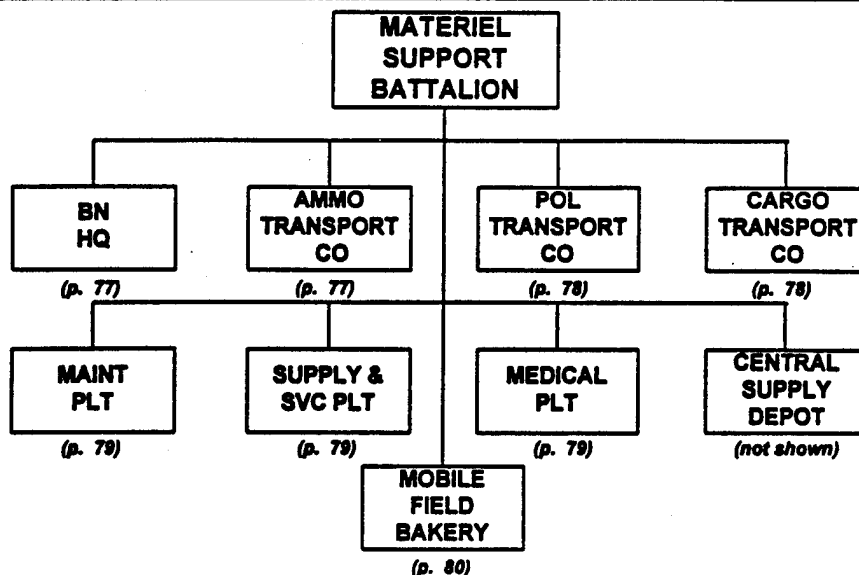 MATERIEL
SUPPORT
BATTALION
BN
HQ
(p. 77)
AMMO
TRANSPORT
CO
(p. 77)
POL
TRANSPORT
CO
(p. 78)
CARGO
TRANSPORT
CO
(p. 78)
MAINT
PLT
(p. 79)
SUPPLY &
SVC PLT
(p. 79)
MEDICAL
PLT
(p. 79)
CENTRAL
SUPPLY
DEPOT
(not shown)
MOBILE
FIELD
BAKERY
(p. 80)